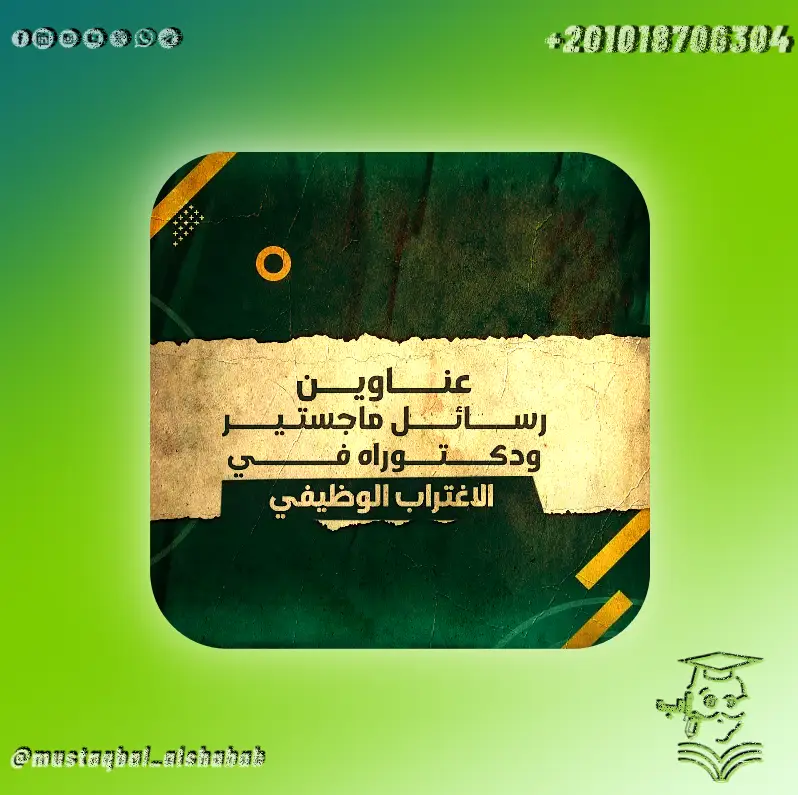 +201018706304
عناوين
رسائل ماجستير
ودكتوراه في
الاغتراب الوظيفي
@mustaqbal_alshabab